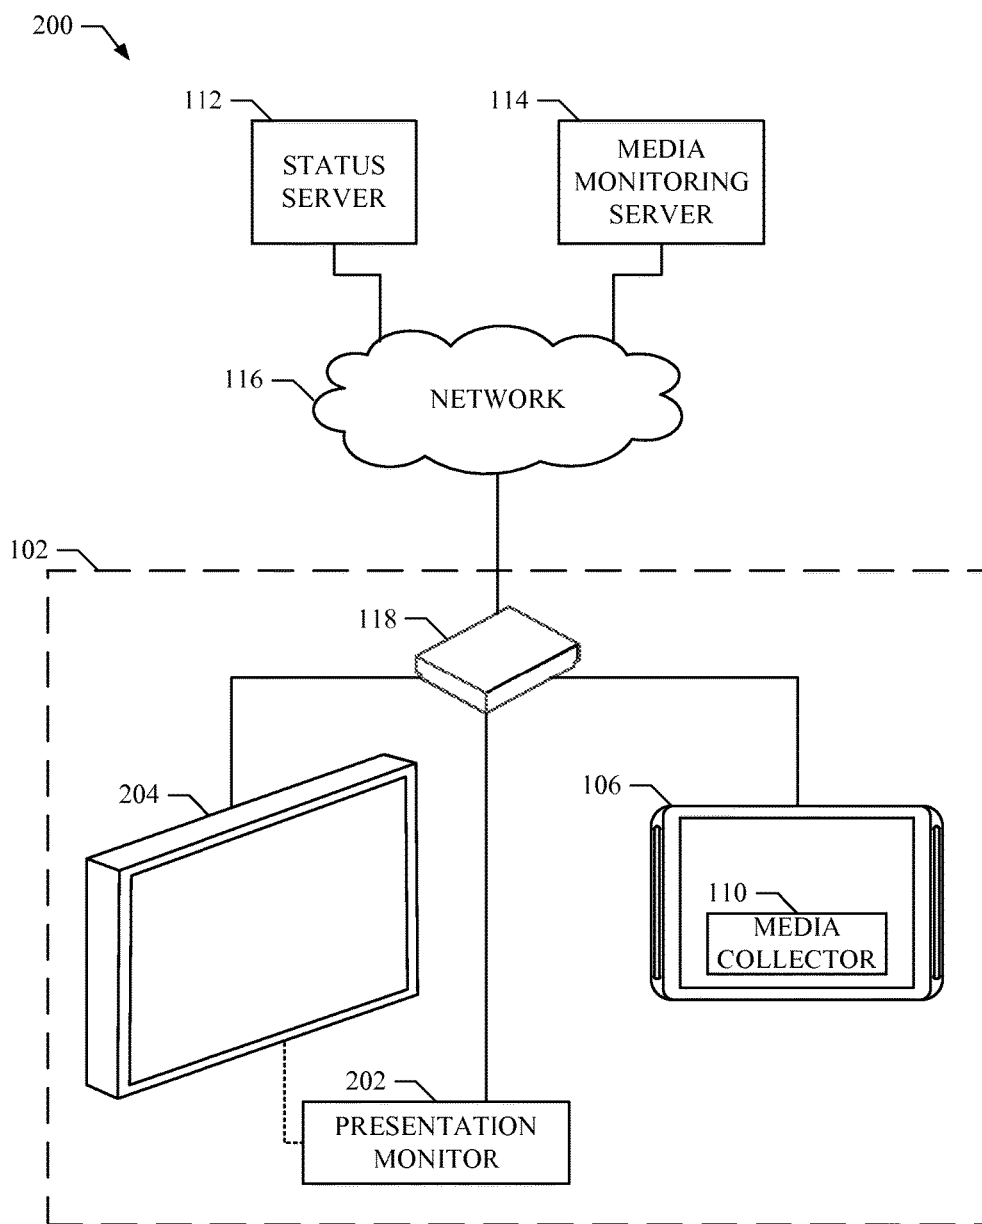 200
112
114
STATUS
SERVER
MEDIA
MONITORING
SERVER
116
NETWORK
102
118
204
106
110
MEDIA
COLLECTOR
202
PRESENTATION
MONITOR